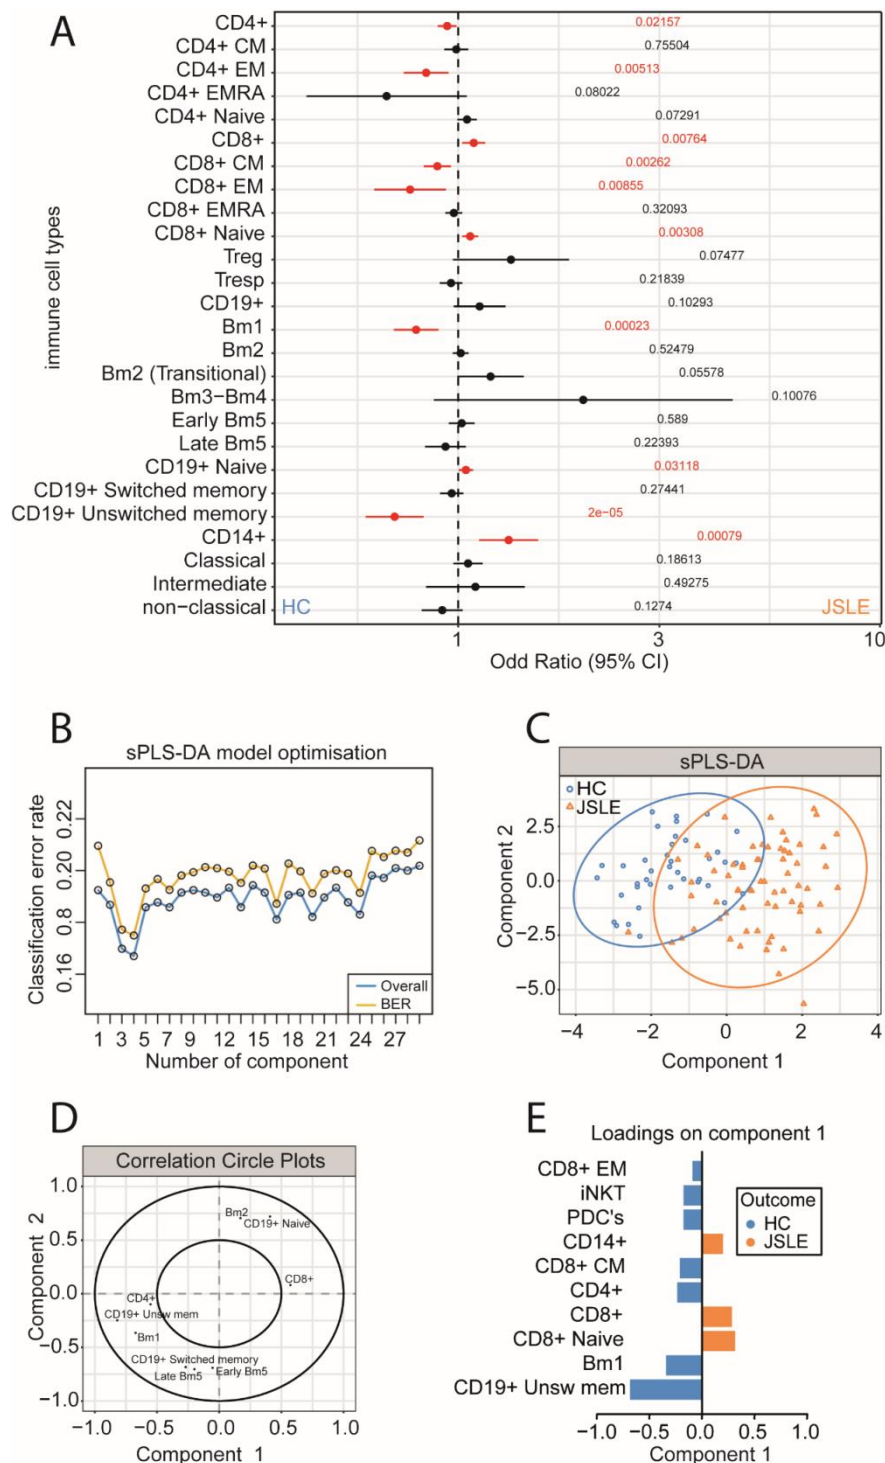 A
CD4+ 0.02157
CD4+ CM 0.75504
CD4+ EM 0.00513
CD4+ EMRA 0.08022
CD4+ Naive 0.07291
CD8+ 0.00764
CD8+ CM 0.00262
CD8+ EM 0.00855
CD8+ EMRA 0.32093
CD8+ Naive 0.00308
Treg 0.07477
Tresp 0.21839
CD19+ 0.10293
Bm1 0.00023
Bm2 0.52479
Bm2 (Transitional) 0.05578
Bm3−Bm4 0.10076
Early Bm5 0.589
Late Bm5 0.22393
CD19+ Naive 0.03118
CD19+ Switched memory 0.27441
CD19+ Unswitched memory 2e−05
CD14+ 0.00079
Classical 0.18613
Intermediate 0.49275
non−classical 0.1274
immune cell types
HC JSLE
1 3 10
Odd Ratio (95% CI)
B
sPLS-DA model optimisation
Classification error rate
0.22
0.20
0.8
0.16
Overall
BER
1 3 5 7 9 12 15 18 21 24 27
Number of component
C
sPLS-DA
HC
JSLE
Component 2
2.5
0.0
−2.5
−5.0
−4 −2 0 2 4
Component 1
D
Correlation Circle Plots
Component 2
1.0
0.5
0.0
−0.5
−1.0
Bm2
CD19+ Naive
CD8+
CD4+
CD19+ Unsw mem
Bm1
CD19+ Switched memory
Late Bm5
Early Bm5
−1.0 −0.5 0.0 0.5 1.0
Component 1
E
Loadings on component 1
CD8+ EM
iNKT
PDC's
CD14+
CD8+ CM
CD4+
CD8+
CD8+ Naive
Bm1
CD19+ Unsw mem
Outcome
HC
JSLE
−1.0 −0.5 0.0 0.5 1.0
Component 1